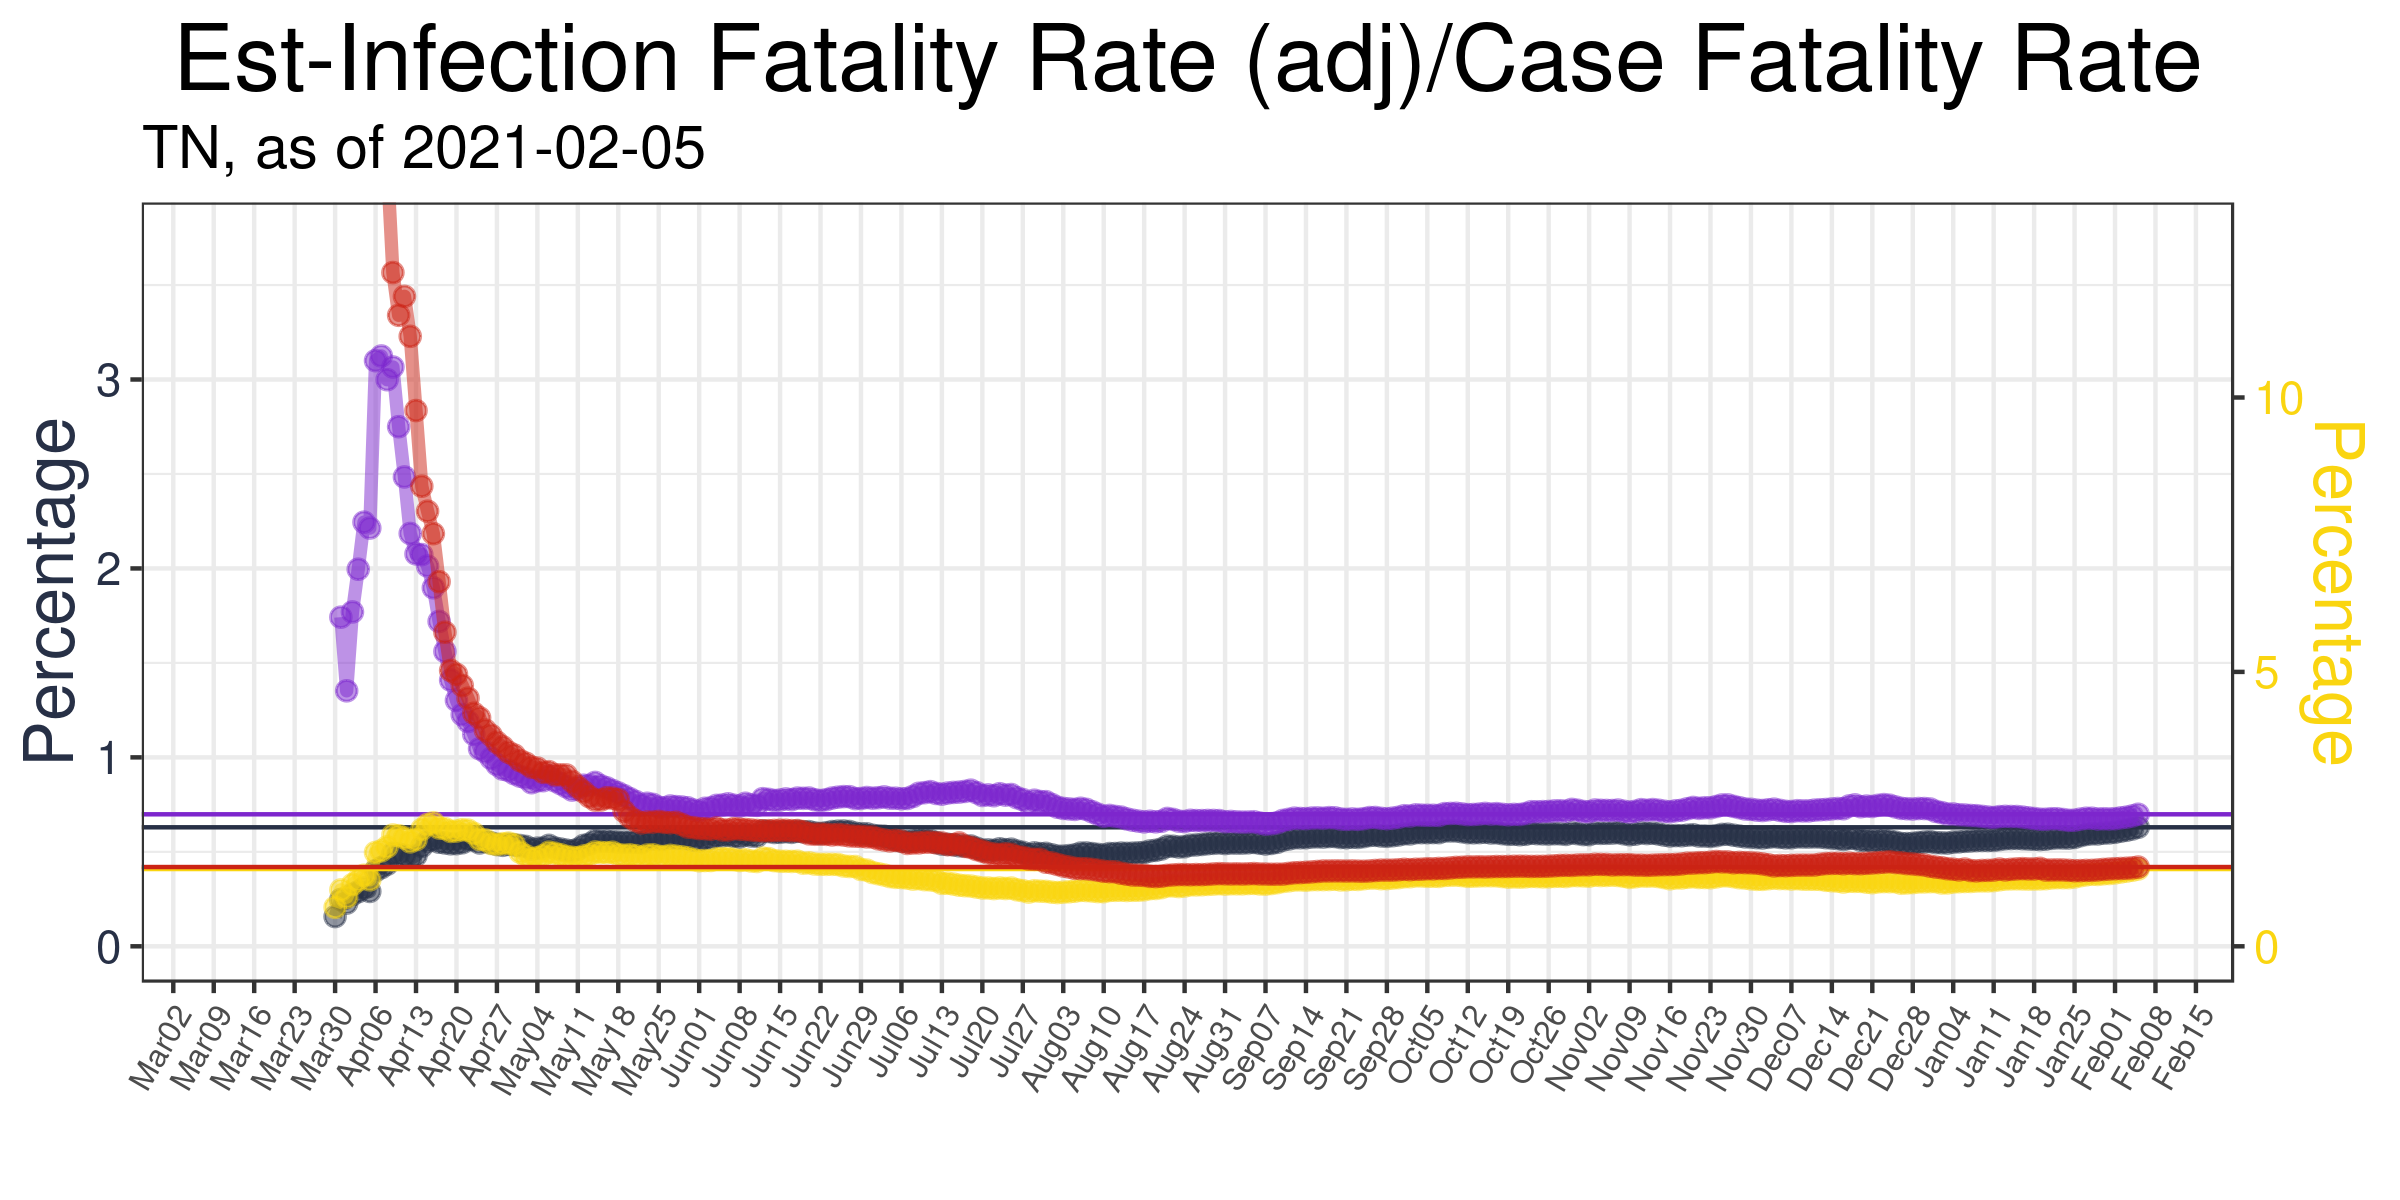 Est-Infection Fatality Rate (adj)/Case Fatality Rate
TN, as of 2021-02-05
Percentage
3
2
1
0
10
5
0
Percentage
Mar02
Mar09
Mar16
Mar23
Mar30
Apr06
Apr13
Apr20
Apr27
May04
May11
May18
May25
Jun01
Jun08
Jun15
Jun22
Jun29
Jul06
Jul13
Jul20
Jul27
Aug03
Aug10
Aug17
Aug24
Aug31
Sep07
Sep14
Sep21
Sep28
Oct05
Oct12
Oct19
Oct26
Nov02
Nov09
Nov16
Nov23
Nov30
Dec07
Dec14
Dec21
Dec28
Jan04
Jan11
Jan18
Jan25
Feb01
Feb08
Feb15